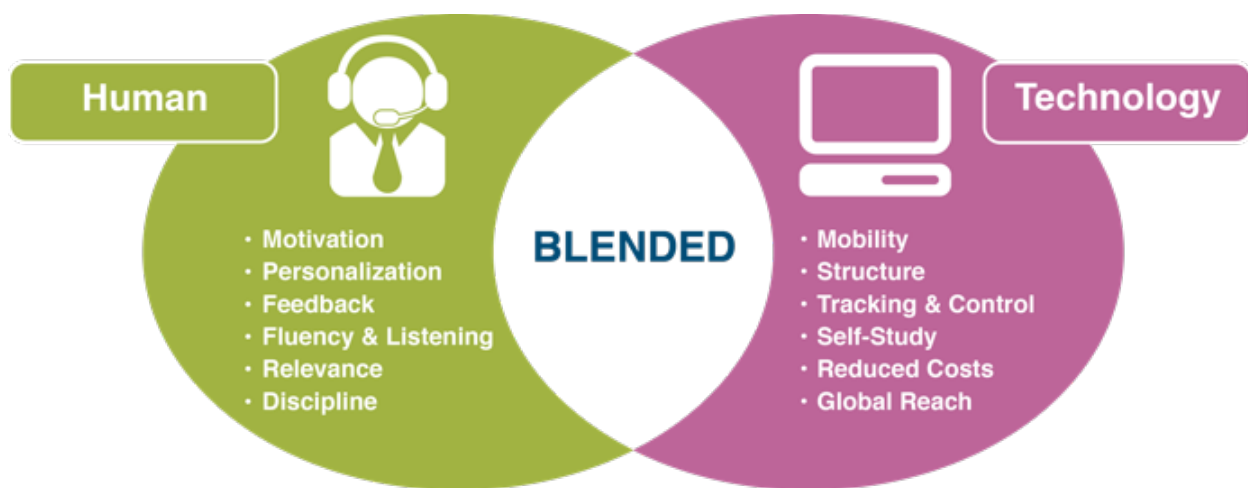 Human
· Motivation
· Personalization
· Feedback
· Fluency & Listening
· Relevance
· Discipline
BLENDED
Technology
· Mobility
· Structure
· Tracking & Control
· Self-Study
· Reduced Costs
· Global Reach